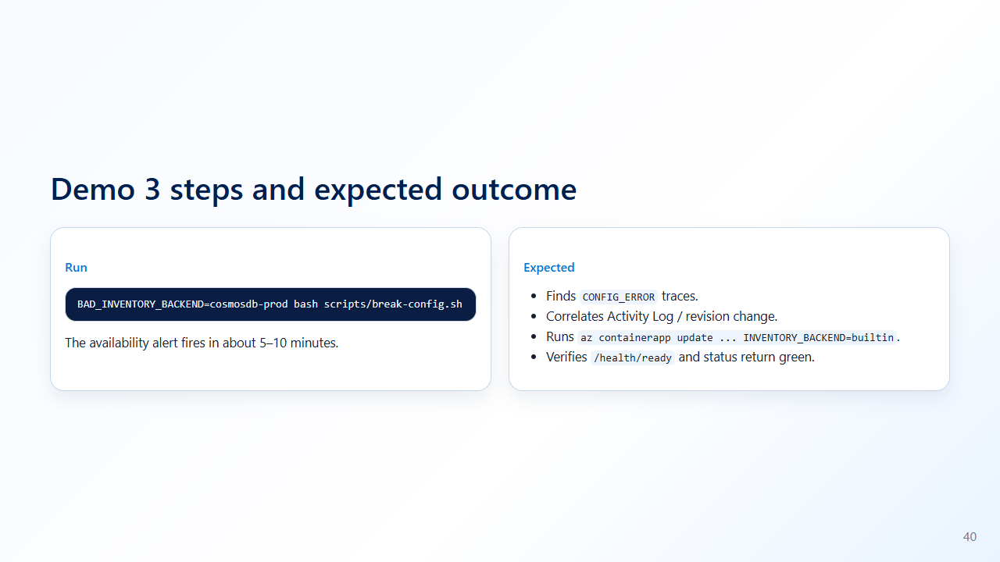 Demo 3 steps and expected outcome
Run
BAD_INVENTORY_BACKEND=cosmosdb-prod bash scripts/break-config.sh
The availability alert fires in about 5–10 minutes.
Expected
• Finds CONFIG_ERROR traces.
• Correlates Activity Log / revision change.
• Runs az containerapp update ... INVENTORY_BACKEND=builtin.
• Verifies /health/ready and status return green.
40